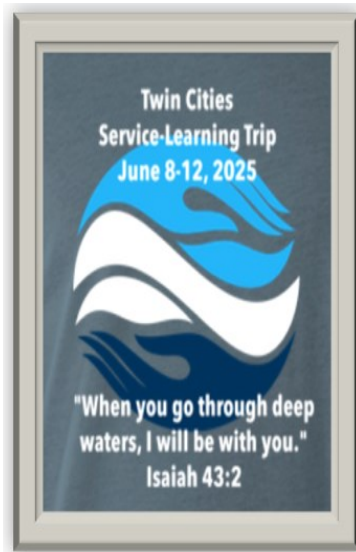 Twin Cities
Service-Learning Trip
June 8-12, 2025
"When you go through deep
waters, I will be with you."
Isaiah 43:2